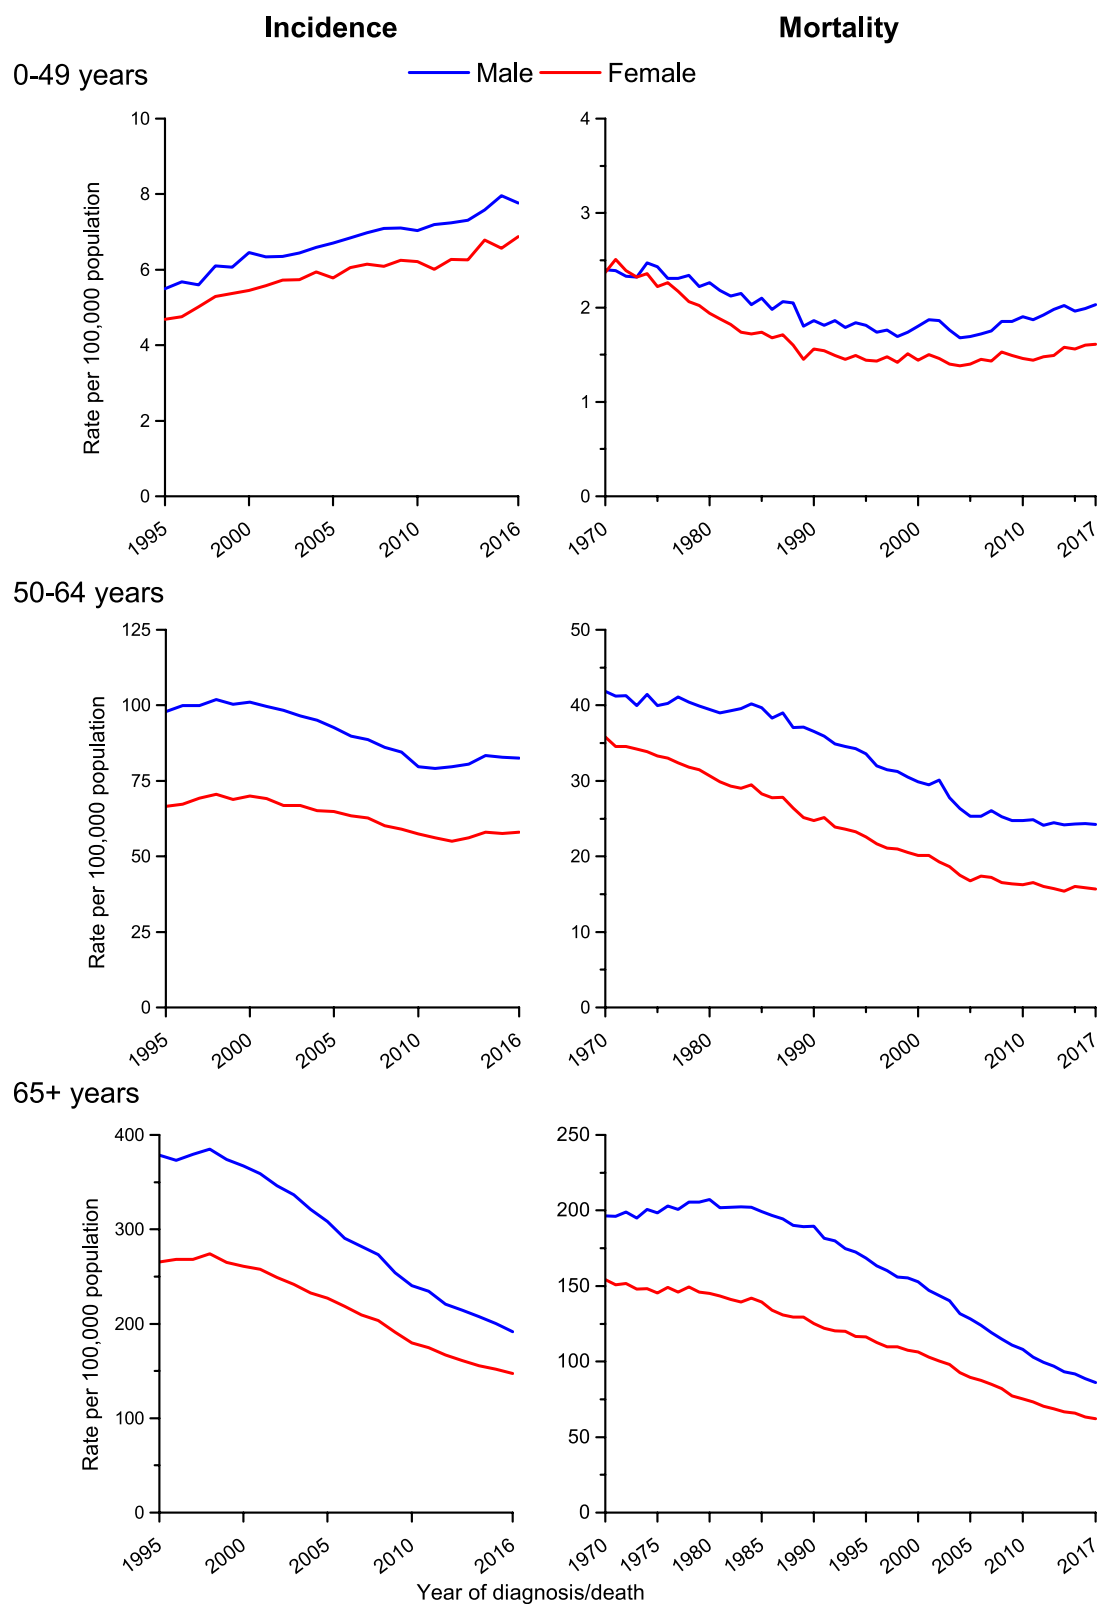 Incidence Mortality
0-49 years Male Female
Rate per 100,000 population
10
8
6
4
2
0
1995 2000 2005 2010 2016
4
3
2
1
0
1970 1980 1990 2000 2010 2017
50-64 years
Rate per 100,000 population
125
100
75
50
25
0
1995 2000 2005 2010 2016
50
40
30
20
10
0
1970 1980 1990 2000 2010 2017
65+ years
Rate per 100,000 population
400
300
200
100
0
1995 2000 2005 2010 2016
250
200
150
100
50
0
1970 1975 1980 1985 1990 1995 2000 2005 2010 2017
Year of diagnosis/death